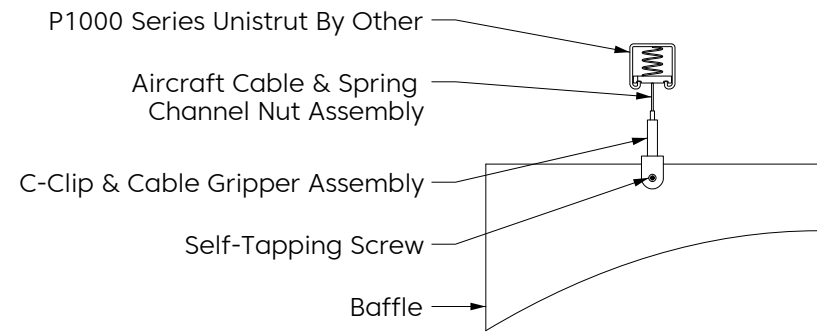 P1000 Series Unistrut By Other
Aircraft Cable & Spring
Channel Nut Assembly
C-Clip & Cable Gripper Assembly
Self-Tapping Screw
Baffle